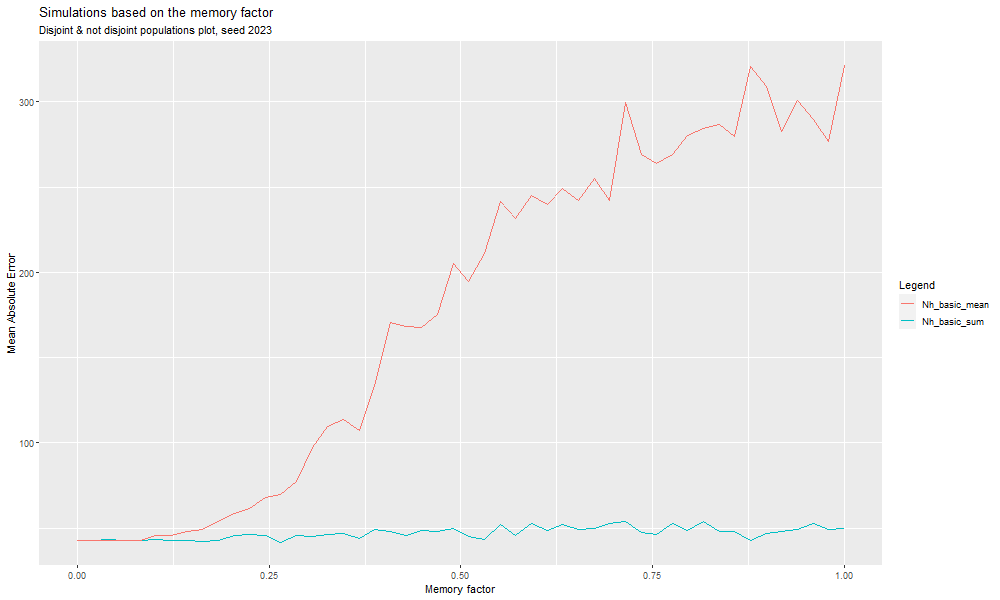 Simulations based on the memory factor
Disjoint & not disjoint populations plot, seed 2023
Mean Absolute Error
300
200
100
0.00
0.25
0.50
0.75
1.00
Memory factor
Legend
Nh_basic_mean
Nh_basic_sum